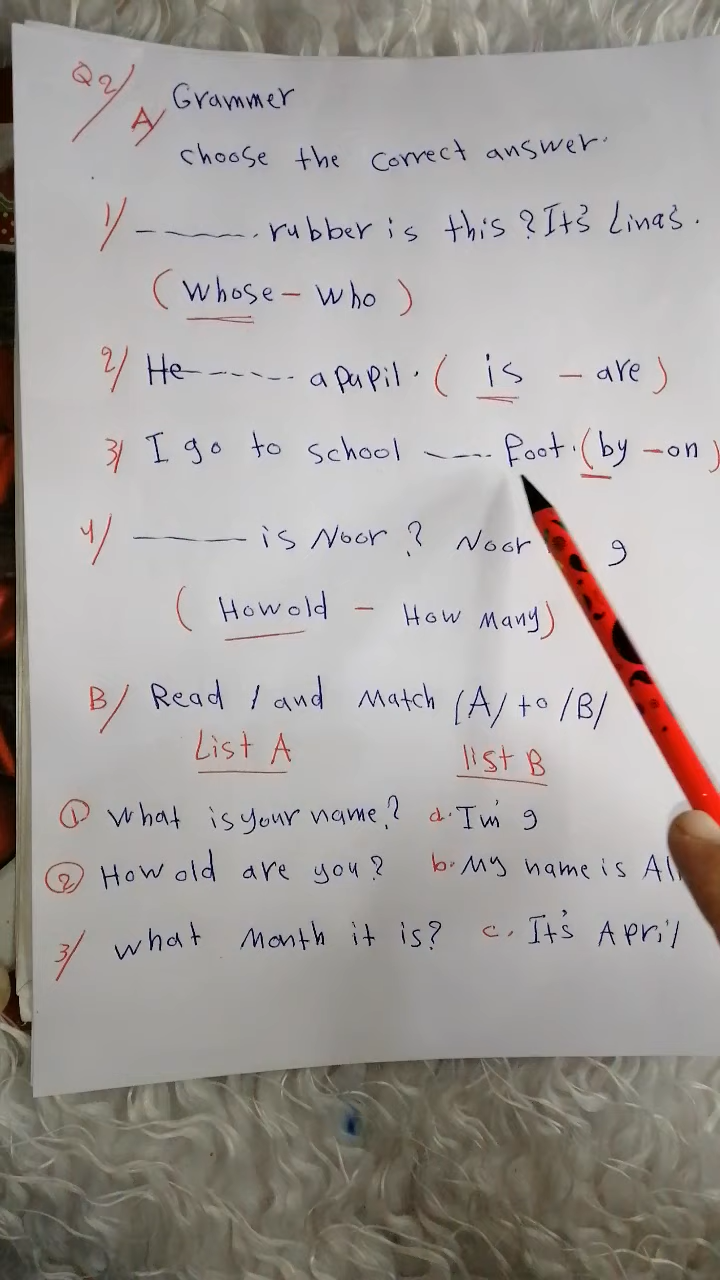 Q2/
A/ Grammer
choose the correct answer.
1/ ------- rubber is this? It's Lina's.
(whose - who)
2/ He ------ a pupil. ( is - are )
3/ I go to school ---- foot. (by - on)
4/ ------- is Noor? Noor 9
( How old - How Many)
B/ Read / and Match /A/ to /B/
List A list B
① what is your name? a. I'm 9
② How old are you? b. My name is
3/ what Month it is? c. It's April